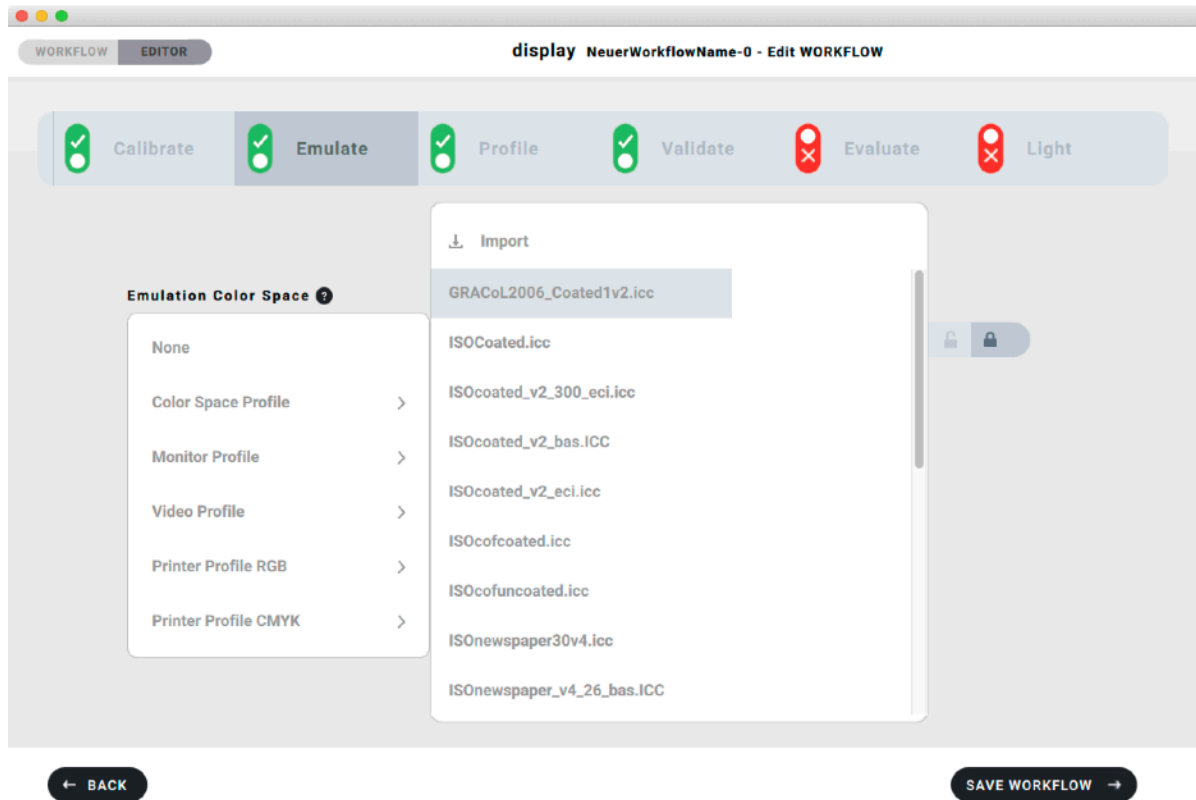 WORKFLOW EDITOR display NeuerWorkflowName-0 - Edit WORKFLOW
Calibrate Emulate Profile Validate Evaluate Light
Import
Emulation Color Space ?
GRACoL2006_Coated1v2.icc
None
ISOCoated.icc
Color Space Profile
ISOcoated_v2_300_eci.icc
Monitor Profile
ISOcoated_v2_bas.ICC
Video Profile
ISOcoated_v2_eci.icc
Printer Profile RGB
ISOcofcoated.icc
Printer Profile CMYK
ISOcofuncoated.icc
ISOnewspaper30v4.icc
ISOnewspaper_v4_26_bas.ICC
← BACK SAVE WORKFLOW →